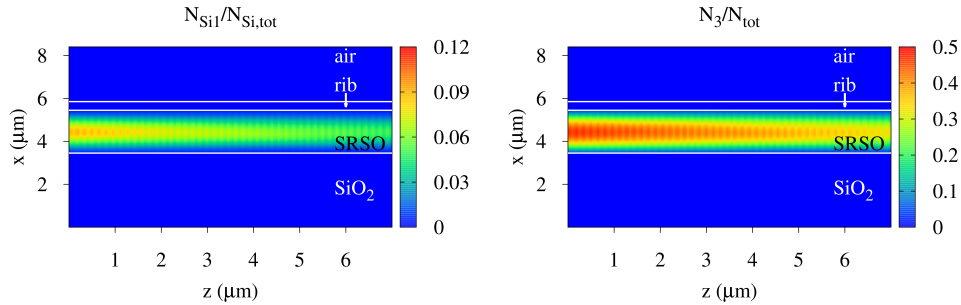 N_Si1/N_Si,tot
8
6
4
2
x (μm)
air
rib
SRSO
SiO₂
1 2 3 4 5 6
z (μm)
0.12
0.09
0.06
0.03
0
N_3/N_tot
8
6
4
2
x (μm)
air
rib
SRSO
SiO₂
1 2 3 4 5 6
z (μm)
0.5
0.4
0.3
0.2
0.1
0